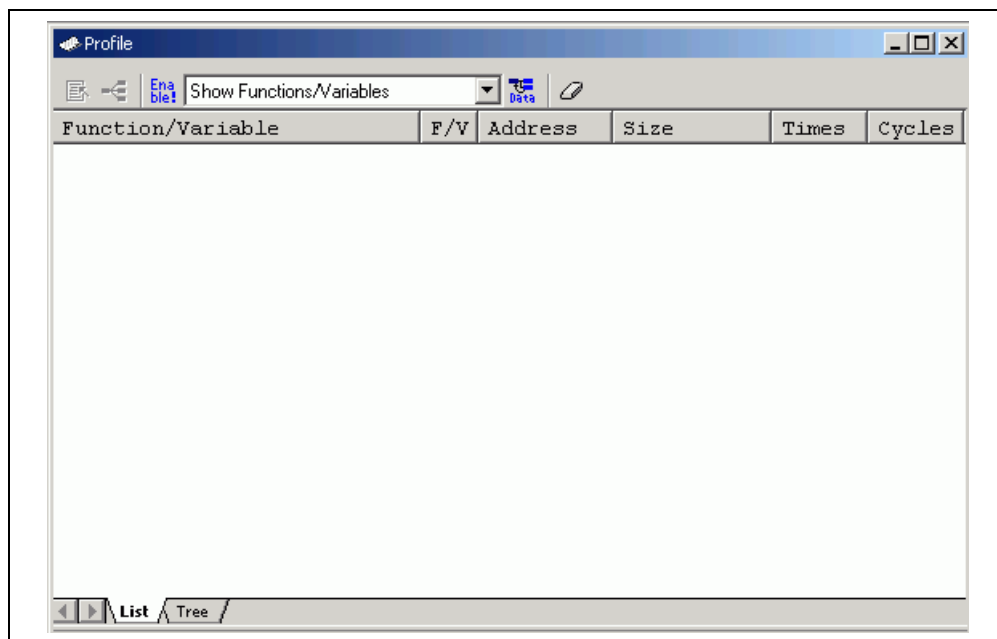 Profile
Ena
ble!
Show Functions/Variables
Data
Function/Variable F/V Address Size Times Cycles
List Tree